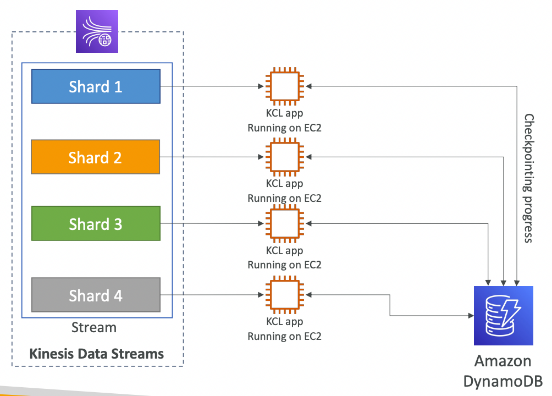 Shard 1
KCL app
Running on EC2
Shard 2
KCL app
Running on EC2
Shard 3
KCL app
Running on EC2
Shard 4
KCL app
Running on EC2
Stream
Kinesis Data Streams
Checkpointing progress
Amazon
DynamoDB